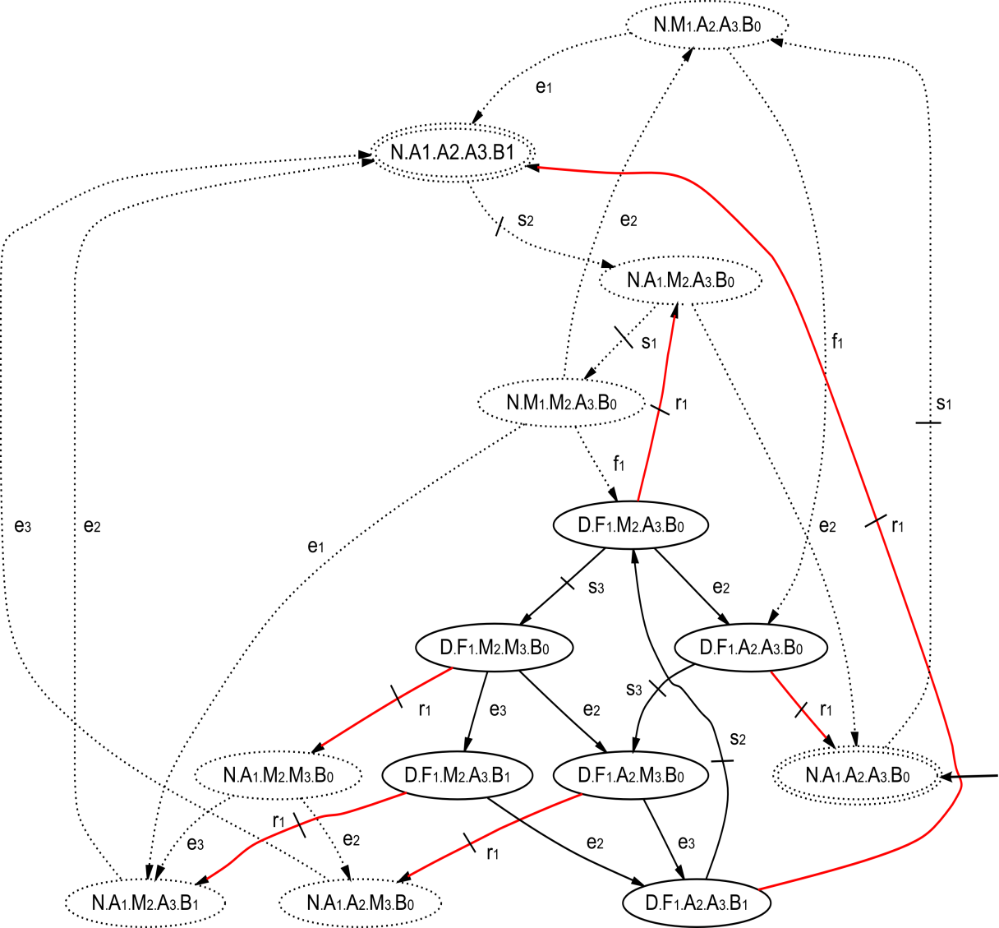 N.M1.A2.A3.B0
e1
N.A1.A2.A3.B1
s2
e2
N.A1.M2.A3.B0
s1
f1
N.M1.M2.A3.B0
r1
s1
f1
e3
e2
e1
D.F1.M2.A3.B0
e2
r1
s3
e2
D.F1.M2.M3.B0
D.F1.A2.A3.B0
r1
e3
e2
s3
r1
s2
N.A1.M2.M3.B0
D.F1.M2.A3.B1
D.F1.A2.M3.B0
N.A1.A2.A3.B0
r1
e3
e2
r1
e2
e3
N.A1.M2.A3.B1
N.A1.A2.M3.B0
D.F1.A2.A3.B1